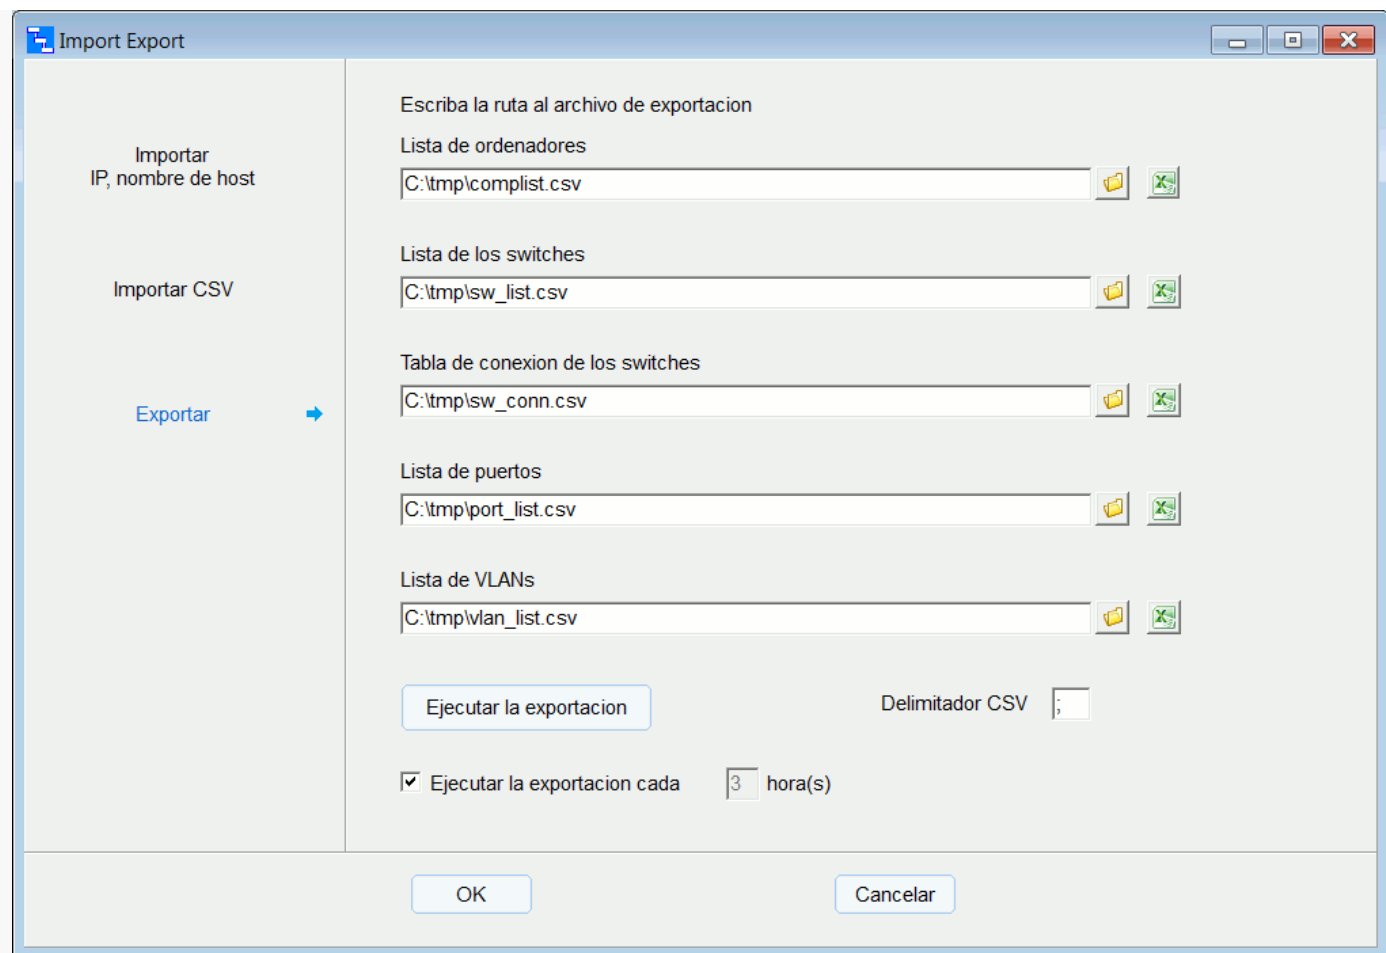 Import Export
Importar
IP, nombre de host
Importar CSV
Exportar
Escriba la ruta al archivo de exportacion
Lista de ordenadores
C:\tmp\complist.csv
Lista de los switches
C:\tmp\sw_list.csv
Tabla de conexion de los switches
C:\tmp\sw_conn.csv
Lista de puertos
C:\tmp\port_list.csv
Lista de VLANs
C:\tmp\vlan_list.csv
Ejecutar la exportacion
Delimitador CSV ;
Ejecutar la exportacion cada 3 hora(s)
OK
Cancelar